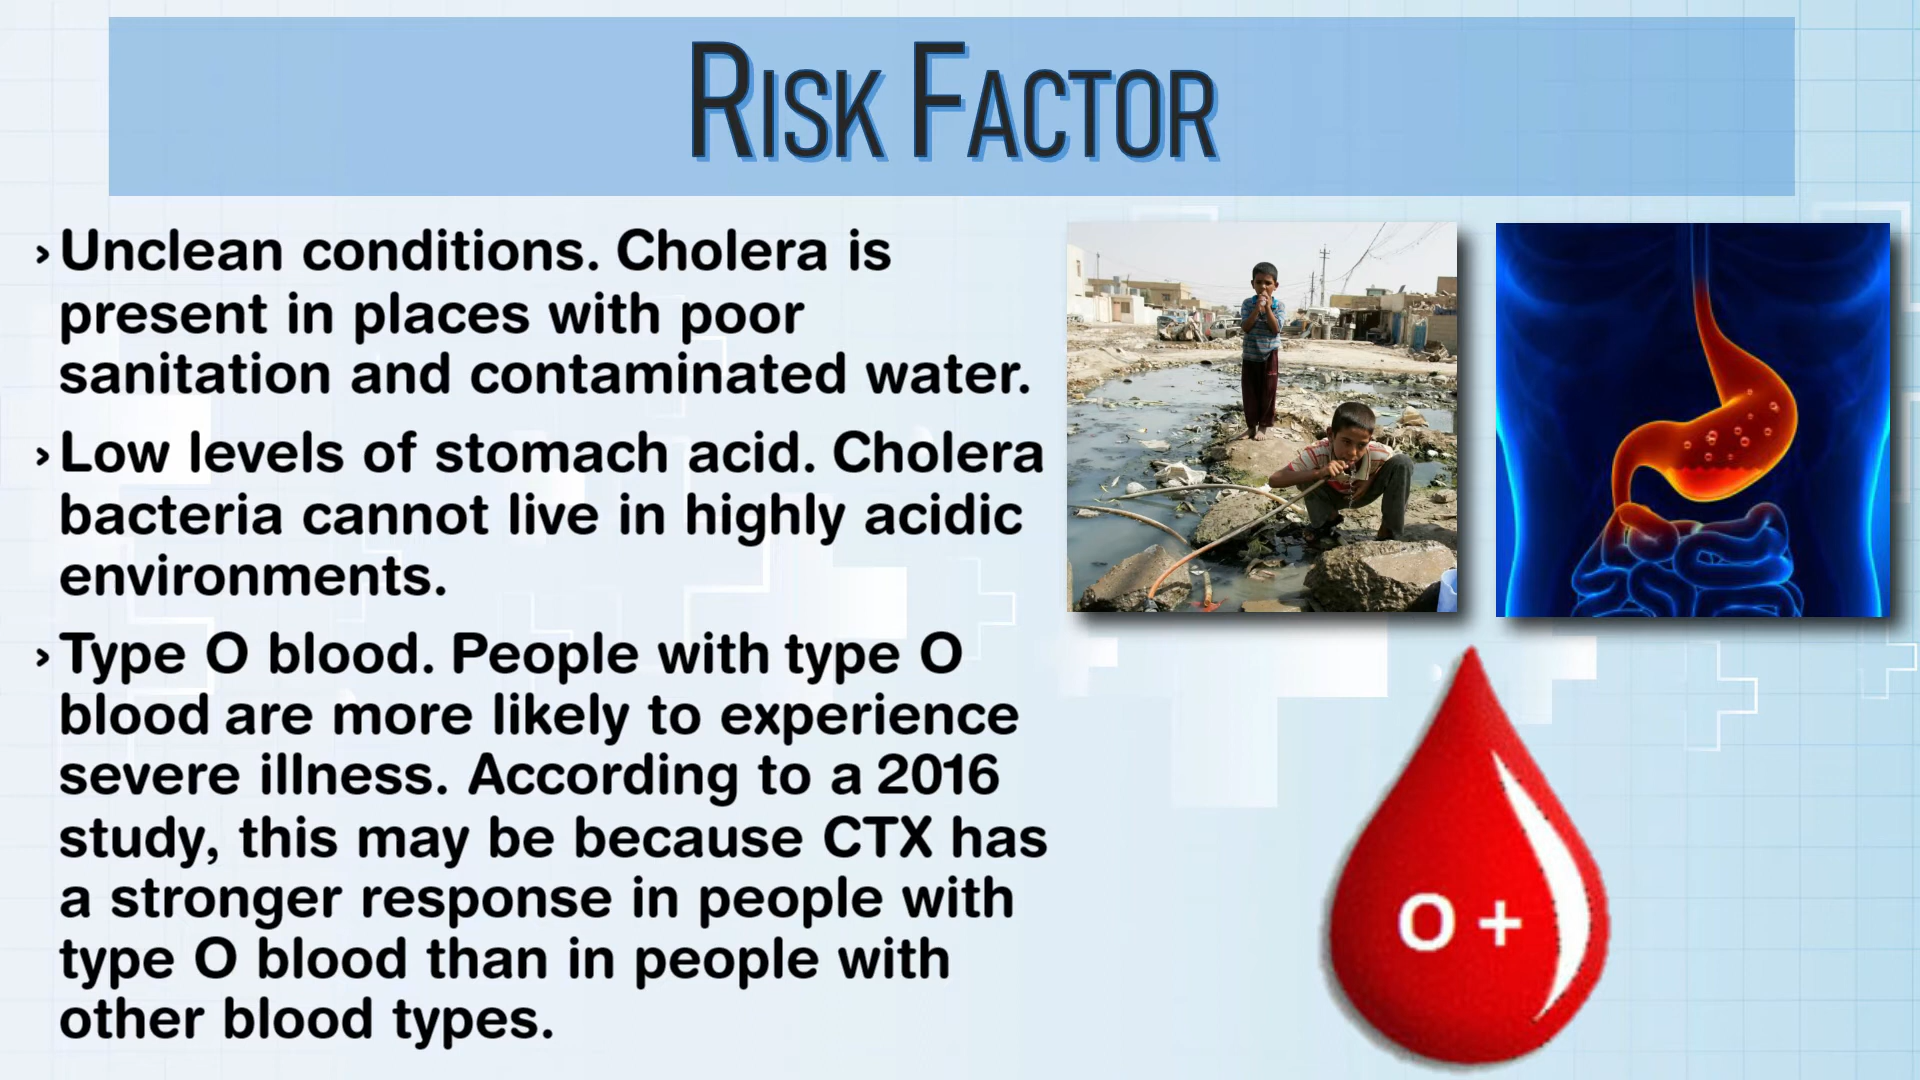 Risk Factor
› Unclean conditions. Cholera is
present in places with poor
sanitation and contaminated water.
› Low levels of stomach acid. Cholera
bacteria cannot live in highly acidic
environments.
› Type O blood. People with type O
blood are more likely to experience
severe illness. According to a 2016
study, this may be because CTX has
a stronger response in people with
type O blood than in people with
other blood types.
O +